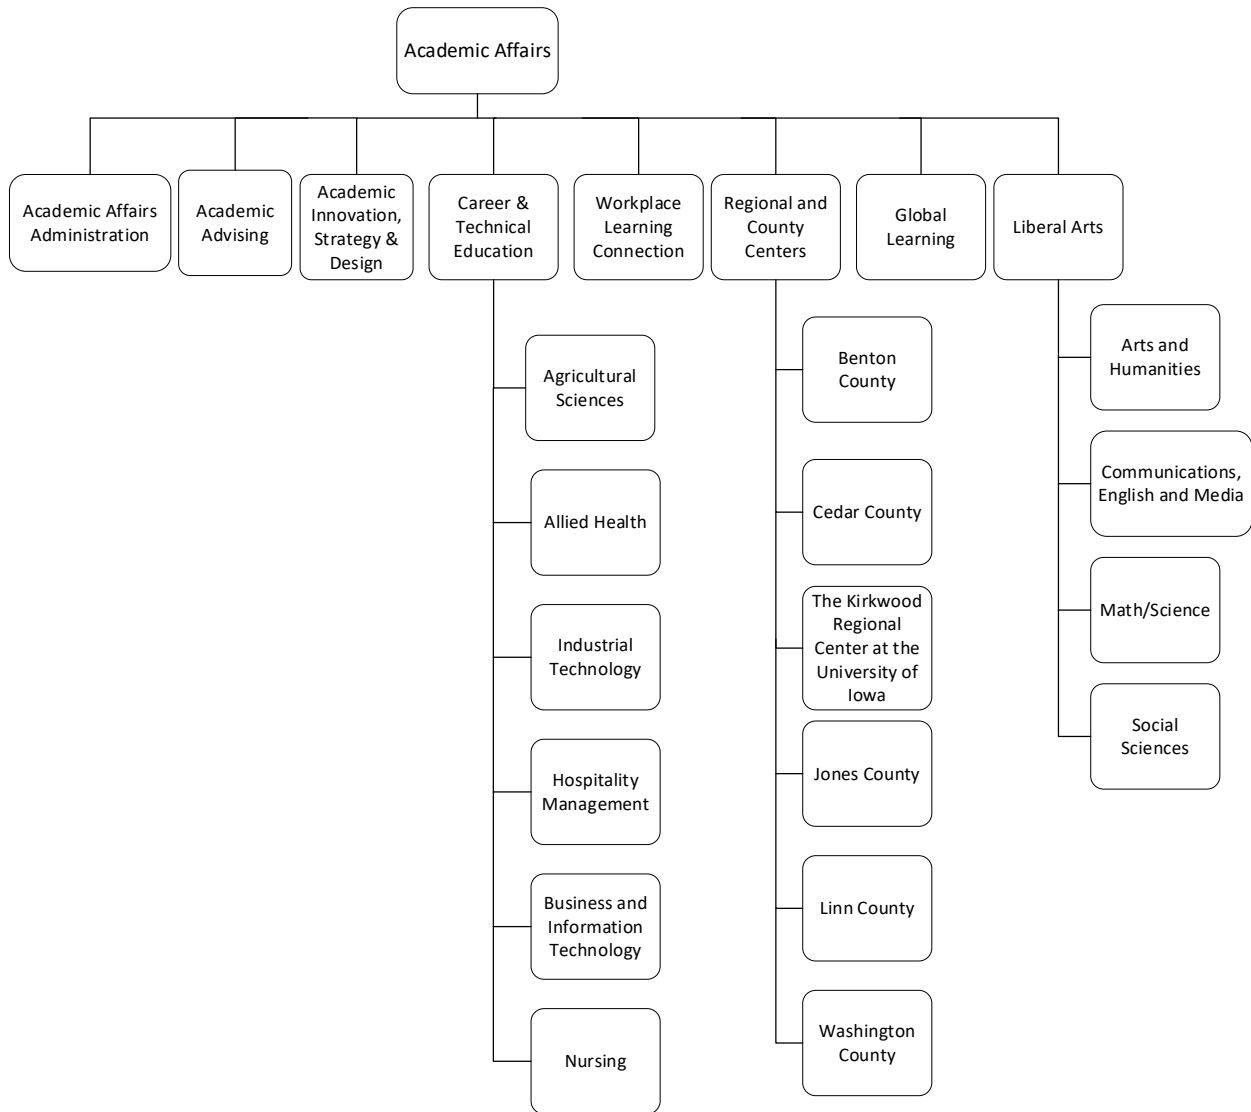 Academic Affairs
Academic Affairs
Administration
Academic
Advising
Academic
Innovation,
Strategy &
Design
Career &
Technical
Education
Workplace
Learning
Connection
Regional and
County
Centers
Global
Learning
Liberal Arts
Agricultural
Sciences
Allied Health
Industrial
Technology
Hospitality
Management
Business and
Information
Technology
Nursing
Benton
County
Cedar County
The Kirkwood
Regional
Center at the
University of
Iowa
Jones County
Linn County
Washington
County
Arts and
Humanities
Communications,
English and Media
Math/Science
Social
Sciences